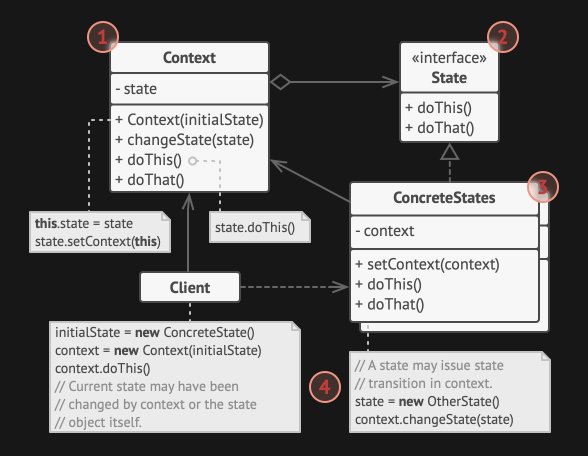 1
Context
- state
+ Context(initialState)
+ changeState(state)
+ doThis()
+ doThat()
2
«interface»
State
+ doThis()
+ doThat()
this.state = state
state.setContext(this)
state.doThis()
3
ConcreteStates
- context
+ setContext(context)
+ doThis()
+ doThat()
Client
initialState = new ConcreteState()
context = new Context(initialState)
context.doThis()
// Current state may have been
// changed by context or the state
// object itself.
4
// A state may issue state
// transition in context.
state = new OtherState()
context.changeState(state)